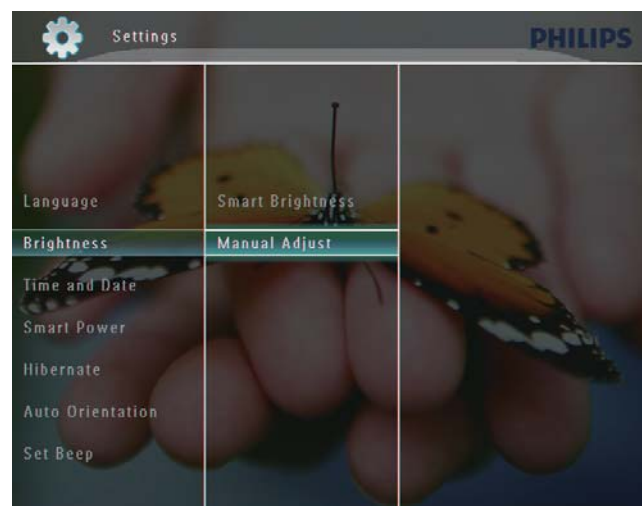 Settings
PHILIPS
Language
Smart Brightness
Brightness
Manual Adjust
Time and Date
Smart Power
Hibernate
Auto Orientation
Set Beep